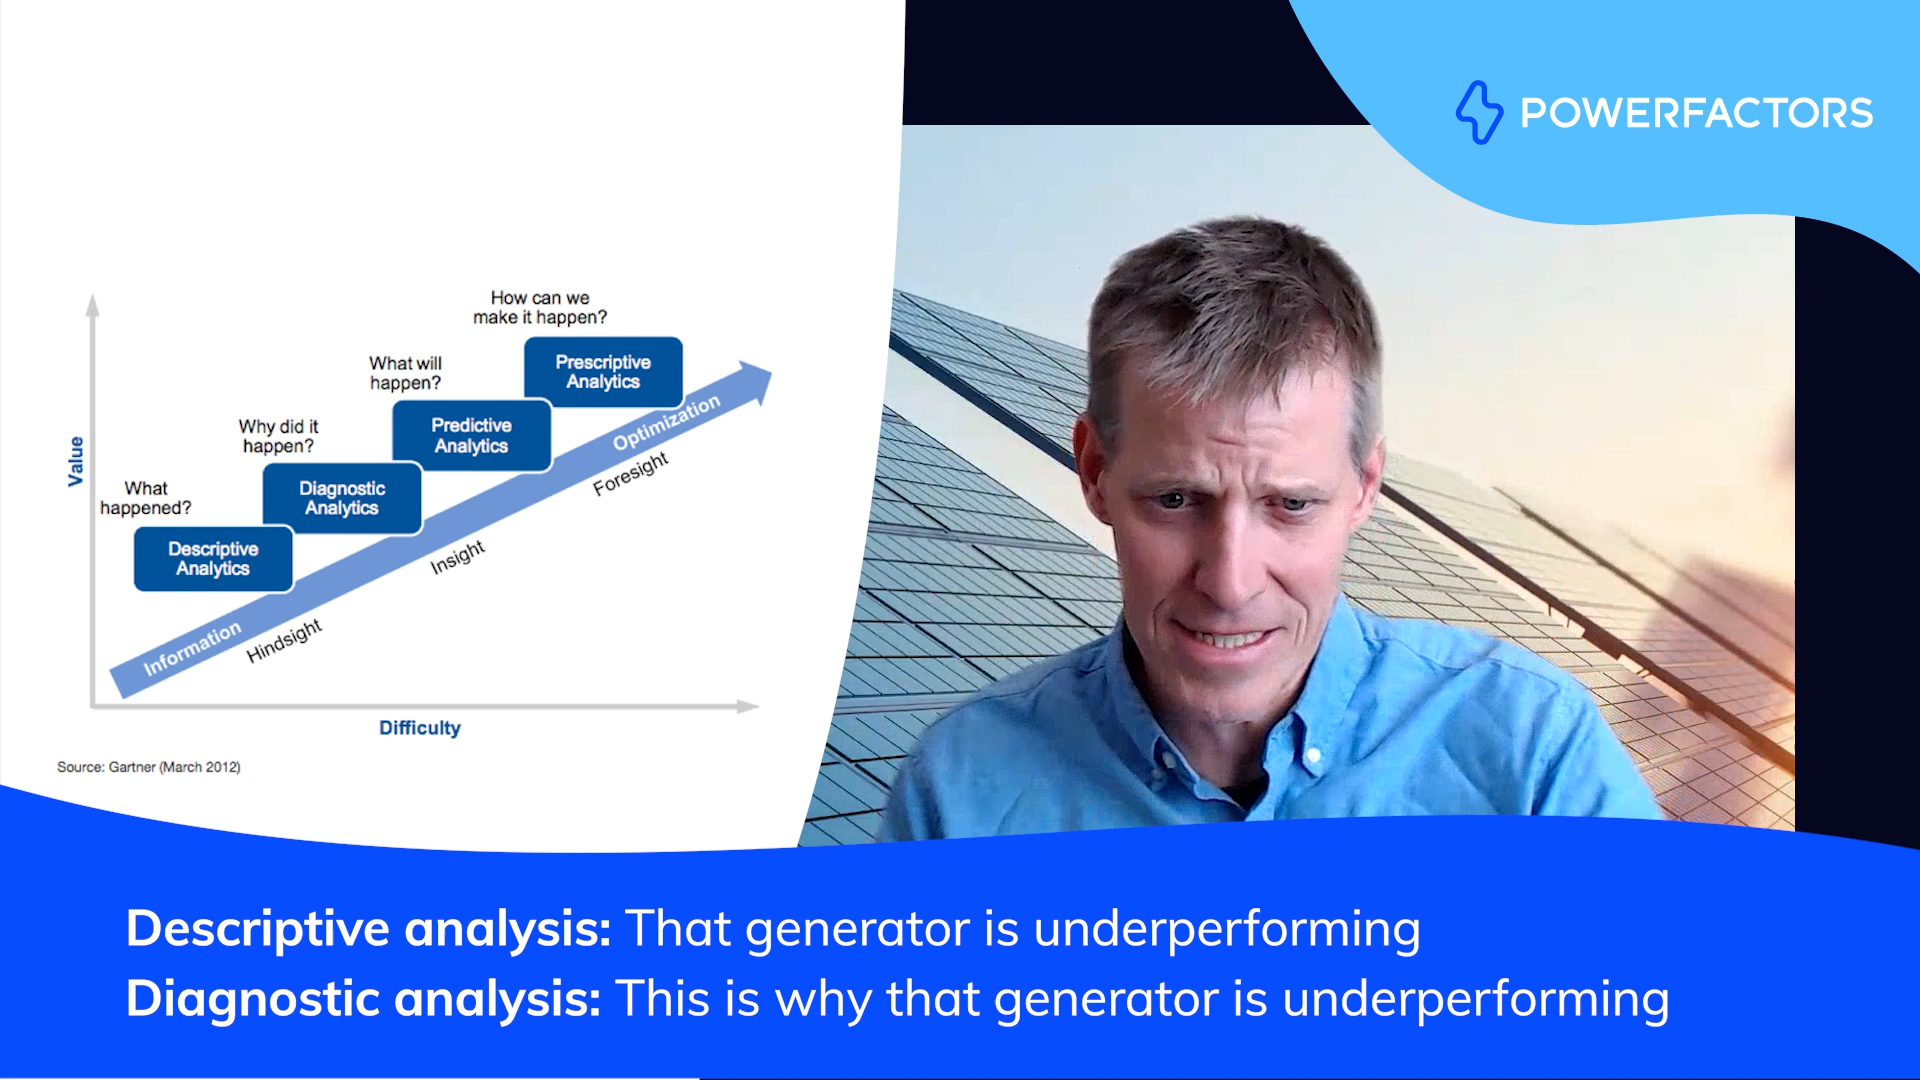 POWERFACTORS
How can we
make it happen?
Prescriptive
Analytics
What will
happen?
Predictive
Analytics
Optimization
Foresight
Why did it
happen?
Diagnostic
Analytics
Insight
What
happened?
Descriptive
Analytics
Information
Hindsight
Value
Difficulty
Source: Gartner (March 2012)
Descriptive analysis: That generator is underperforming
Diagnostic analysis: This is why that generator is underperforming